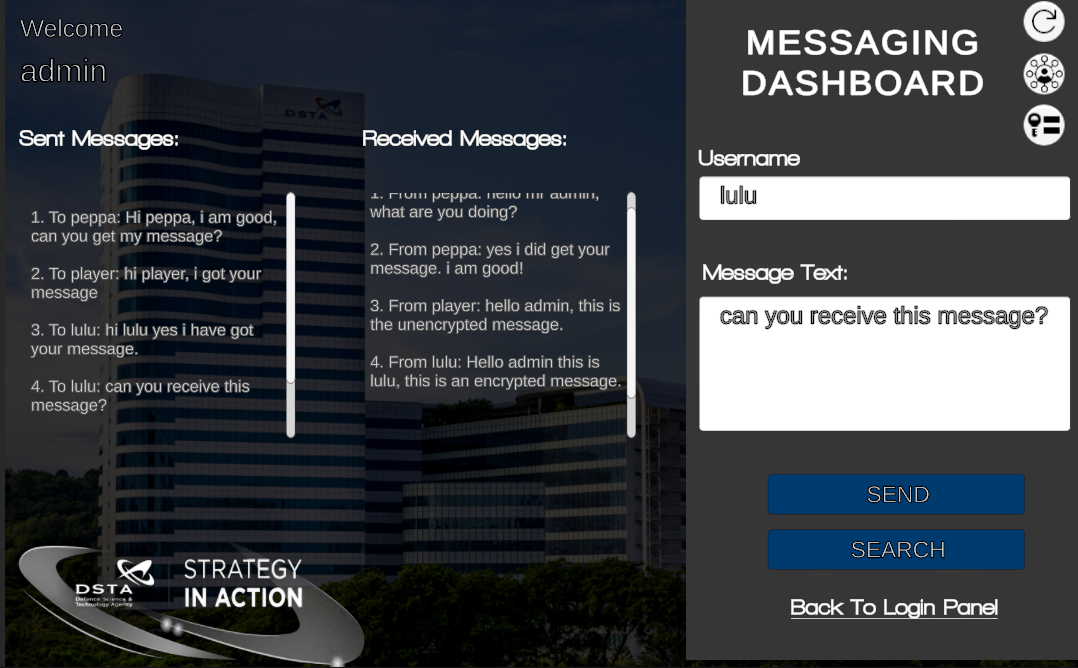 Welcome
admin
DSTA
Sent Messages:
1. To peppa: Hi peppa, i am good,
can you get my message?
2. To player: hi player, i got your
message
3. To lulu: hi lulu yes i have got
your message.
4. To lulu: can you receive this
message?
Received Messages:
1. From peppa: hello mr admin,
what are you doing?
2. From peppa: yes i did get your
message. i am good!
3. From player: hello admin, this is
the unencrypted message.
4. From lulu: Hello admin this is
lulu, this is an encrypted message.
DSTA
Defence Science &
Technology Agency
STRATEGY
IN ACTION
MESSAGING
DASHBOARD
Username
lulu
Message Text:
can you receive this message?
SEND
SEARCH
Back To Login Panel